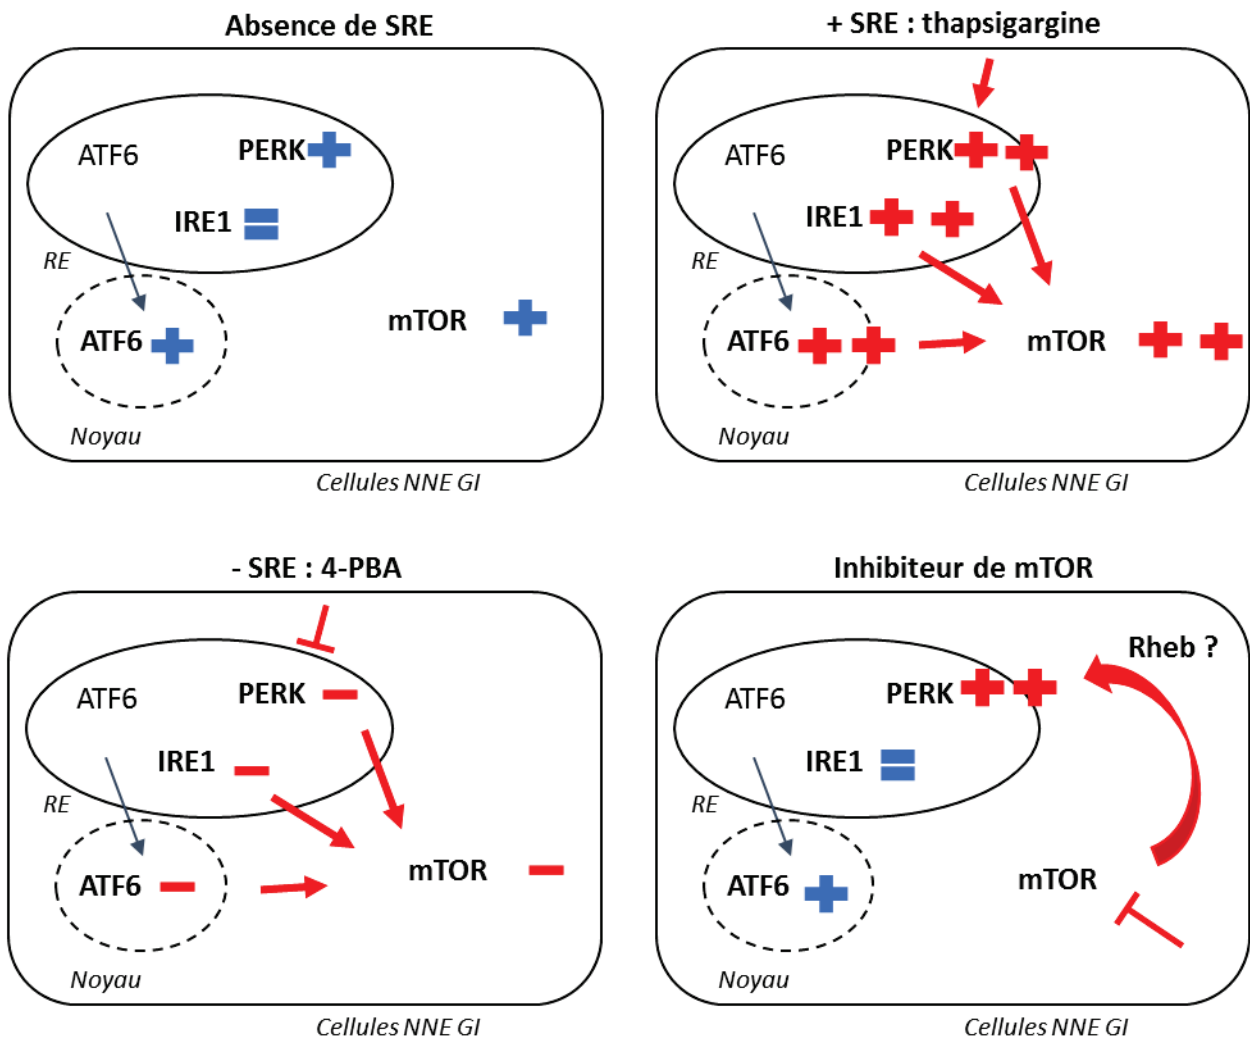 Absence de SRE
ATF6
PERK
IRE1
RE
ATF6
mTOR
Noyau
Cellules NNE GI
+ SRE : thapsigargine
ATF6
PERK
IRE1
RE
ATF6
mTOR
Noyau
Cellules NNE GI
- SRE : 4-PBA
ATF6
PERK
IRE1
RE
ATF6
mTOR
Noyau
Cellules NNE GI
Inhibiteur de mTOR
Rheb ?
ATF6
PERK
IRE1
RE
ATF6
mTOR
Noyau
Cellules NNE GI